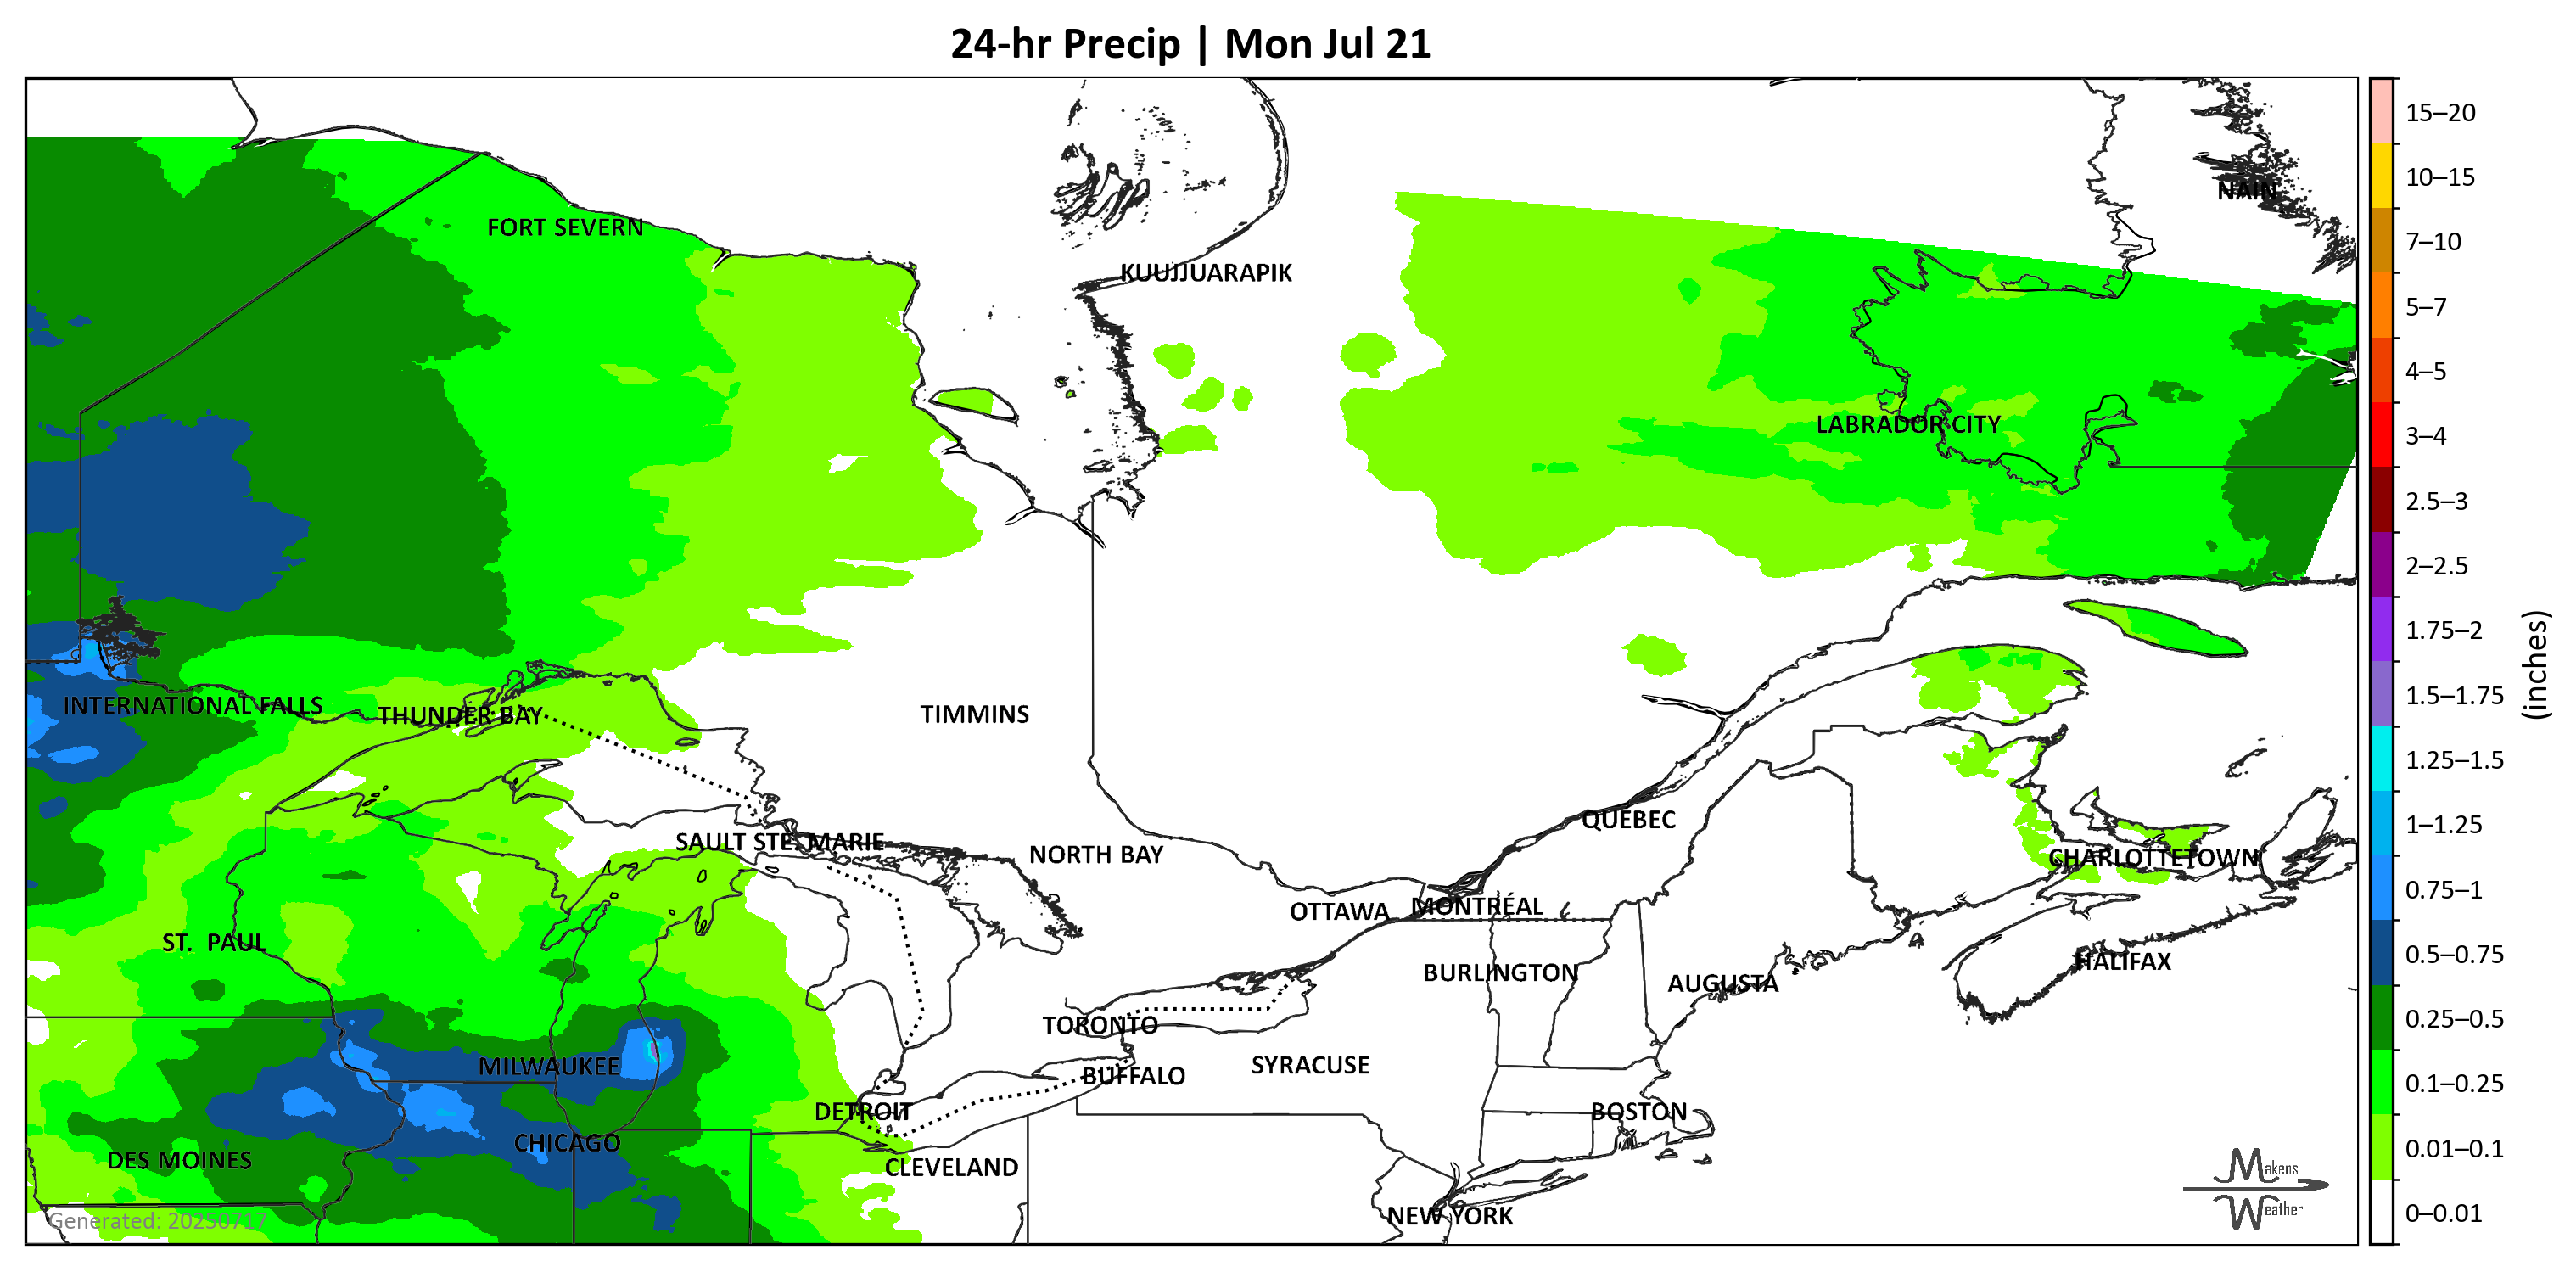 24-hr Precip | Mon Jul 21
NAIN
FORT SEVERN
KUUJJUARAPIK
LABRADOR CITY
INTERNATIONAL FALLS
THUNDER BAY
TIMMINS
SAULT STE. MARIE
QUEBEC
NORTH BAY
CHARLOTTETOWN
OTTAWA
MONTRÉAL
ST. PAUL
HALIFAX
BURLINGTON
AUGUSTA
TORONTO
MILWAUKEE
SYRACUSE
BUFFALO
DETROIT
BOSTON
CHICAGO
DES MOINES
CLEVELAND
NEW YORK
Generated: 20250717
Makens
Weather
15–20
10–15
7–10
5–7
4–5
3–4
2.5–3
2–2.5
1.75–2
1.5–1.75
1.25–1.5
1–1.25
0.75–1
0.5–0.75
0.25–0.5
0.1–0.25
0.01–0.1
0–0.01
(inches)